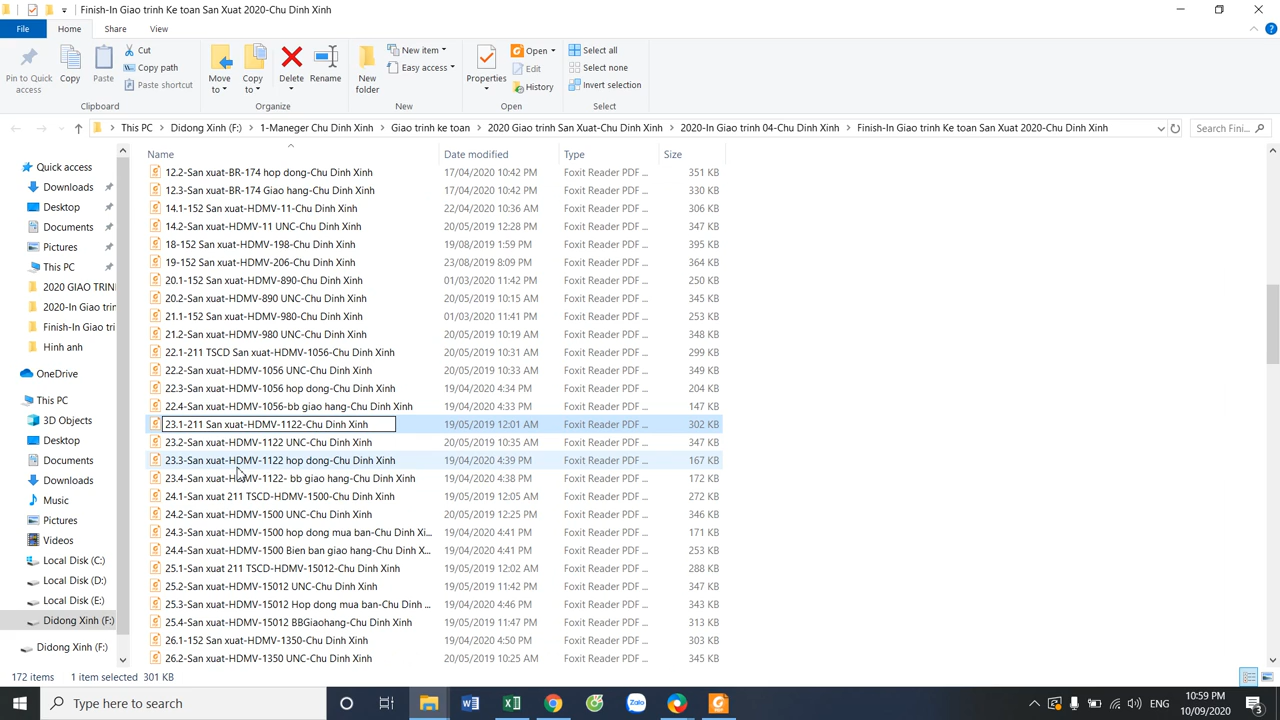 Finish-In Giao trình Ke toan San Xuat 2020-Chu Dinh Xinh
File Home Share View
Pin to Quick access
Copy
Paste
Cut
Copy path
Paste shortcut
Clipboard
Move to
Copy to
Delete
Rename
Organize
New folder
New item
Easy access
New
Properties
Open
Edit
History
Open
Select all
Select none
Invert selection
Select
This PC Didong Xinh (F:) 1-Maneger Chu Dinh Xinh Giao trinh ke toan 2020 Giao trinh San Xuat-Chu Dinh Xinh 2020-In Giao trinh 04-Chu Dinh Xinh Finish-In Giao trinh Ke toan San Xuat 2020-Chu Dinh Xinh
Search Fini...
Quick access
Downloads
Desktop
Documents
Pictures
This PC
2020 GIAO TRIN
2020-In Giao trin
Finish-In Giao tri
Hinh anh
OneDrive
This PC
3D Objects
Desktop
Documents
Downloads
Music
Pictures
Videos
Local Disk (C:)
Local Disk (D:)
Local Disk (E:)
Didong Xinh (F:)
Didong Xinh (F:)
Name Date modified Type Size
12.2-San xuat-BR-174 hop dong-Chu Dinh Xinh 17/04/2020 10:42 PM Foxit Reader PDF ... 351 KB
12.3-San xuat-BR-174 Giao hang-Chu Dinh Xinh 17/04/2020 10:42 PM Foxit Reader PDF ... 330 KB
14.1-152 San xuat-HDMV-11-Chu Dinh Xinh 22/04/2020 10:36 AM Foxit Reader PDF ... 306 KB
14.2-San xuat-HDMV-11 UNC-Chu Dinh Xinh 20/05/2019 12:28 PM Foxit Reader PDF ... 347 KB
18-152 San xuat-HDMV-198-Chu Dinh Xinh 19/08/2019 1:59 PM Foxit Reader PDF ... 395 KB
19-152 San xuat-HDMV-206-Chu Dinh Xinh 23/08/2019 8:09 PM Foxit Reader PDF ... 364 KB
20.1-152 San xuat-HDMV-890-Chu Dinh Xinh 01/03/2020 11:42 PM Foxit Reader PDF ... 250 KB
20.2-San xuat-HDMV-890 UNC-Chu Dinh Xinh 20/05/2019 10:15 AM Foxit Reader PDF ... 345 KB
21.1-152 San xuat-HDMV-980-Chu Dinh Xinh 01/03/2020 11:41 PM Foxit Reader PDF ... 253 KB
21.2-San xuat-HDMV-980 UNC-Chu Dinh Xinh 20/05/2019 10:19 AM Foxit Reader PDF ... 348 KB
22.1-211 TSCD San xuat-HDMV-1056-Chu Dinh Xinh 20/05/2019 10:31 AM Foxit Reader PDF ... 299 KB
22.2-San xuat-HDMV-1056 UNC-Chu Dinh Xinh 20/05/2019 10:33 AM Foxit Reader PDF ... 349 KB
22.3-San xuat-HDMV-1056 hop dong-Chu Dinh Xinh 19/04/2020 4:34 PM Foxit Reader PDF ... 204 KB
22.4-San xuat-HDMV-1056-bb giao hang-Chu Dinh Xinh 19/04/2020 4:33 PM Foxit Reader PDF ... 147 KB
23.1-211 San xuat-HDMV-1122-Chu Dinh Xinh 19/05/2019 12:01 AM Foxit Reader PDF ... 302 KB
23.2-San xuat-HDMV-1122 UNC-Chu Dinh Xinh 20/05/2019 10:35 AM Foxit Reader PDF ... 347 KB
23.3-San xuat-HDMV-1122 hop dong-Chu Dinh Xinh 19/04/2020 4:39 PM Foxit Reader PDF ... 167 KB
23.4-San xuat-HDMV-1122- bb giao hang-Chu Dinh Xinh 19/04/2020 4:38 PM Foxit Reader PDF ... 172 KB
24.1-San xuat 211 TSCD-HDMV-1500-Chu Dinh Xinh 19/05/2019 12:05 AM Foxit Reader PDF ... 272 KB
24.2-San xuat-HDMV-1500 UNC-Chu Dinh Xinh 20/05/2019 12:25 PM Foxit Reader PDF ... 346 KB
24.3-San xuat-HDMV-1500 hop dong mua ban-Chu Dinh Xi... 19/04/2020 4:41 PM Foxit Reader PDF ... 171 KB
24.4-San xuat-HDMV-1500 Bien ban giao hang-Chu Dinh X... 19/04/2020 4:41 PM Foxit Reader PDF ... 253 KB
25.1-San xuat 211 TSCD-HDMV-15012-Chu Dinh Xinh 19/05/2019 12:02 AM Foxit Reader PDF ... 288 KB
25.2-San xuat-HDMV-15012 UNC-Chu Dinh Xinh 19/05/2019 11:42 PM Foxit Reader PDF ... 347 KB
25.3-San xuat-HDMV-15012 Hop dong mua ban-Chu Dinh ... 19/04/2020 4:46 PM Foxit Reader PDF ... 343 KB
25.4-San xuat-HDMV-15012 BBGiaohang-Chu Dinh Xinh 19/05/2019 11:47 PM Foxit Reader PDF ... 313 KB
26.1-152 San xuat-HDMV-1350-Chu Dinh Xinh 19/04/2020 4:50 PM Foxit Reader PDF ... 303 KB
26.2-San xuat-HDMV-1350 UNC-Chu Dinh Xinh 20/05/2019 10:25 AM Foxit Reader PDF ... 345 KB
172 items 1 item selected 301 KB
Type here to search
Zalo
ENG
10:59 PM
10/09/2020
3